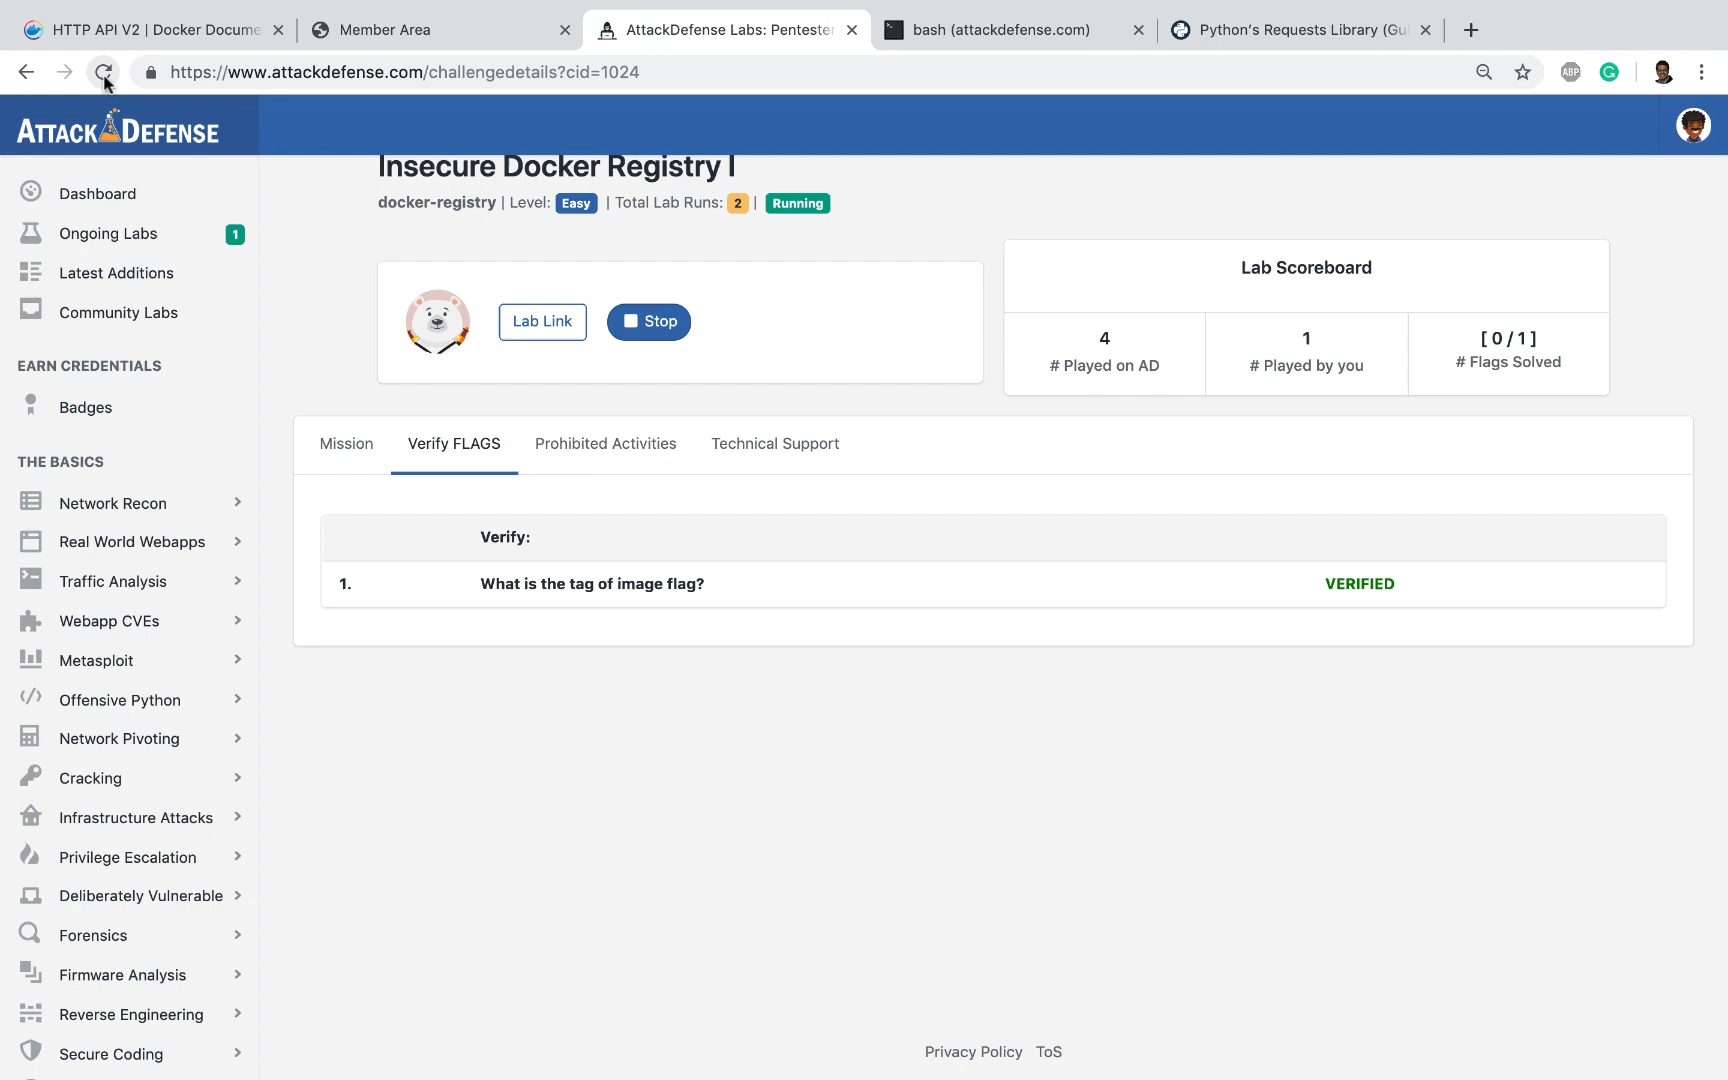 HTTP API V2 | Docker Docume
Member Area
AttackDefense Labs: Pentester
bash (attackdefense.com)
Python's Requests Library (Gui
https://www.attackdefense.com/challengedetails?cid=1024
ABP
G
ATTACK DEFENSE
Dashboard
Ongoing Labs 1
Latest Additions
Community Labs
EARN CREDENTIALS
Badges
THE BASICS
Network Recon
Real World Webapps
Traffic Analysis
Webapp CVEs
Metasploit
Offensive Python
Network Pivoting
Cracking
Infrastructure Attacks
Privilege Escalation
Deliberately Vulnerable
Forensics
Firmware Analysis
Reverse Engineering
Secure Coding
Insecure Docker Registry I
docker-registry | Level: Easy | Total Lab Runs: 2 | Running
Lab Link
Stop
Lab Scoreboard
4
# Played on AD
1
# Played by you
[ 0 / 1 ]
# Flags Solved
Mission
Verify FLAGS
Prohibited Activities
Technical Support
Verify:
1. What is the tag of image flag? VERIFIED
Privacy Policy ToS